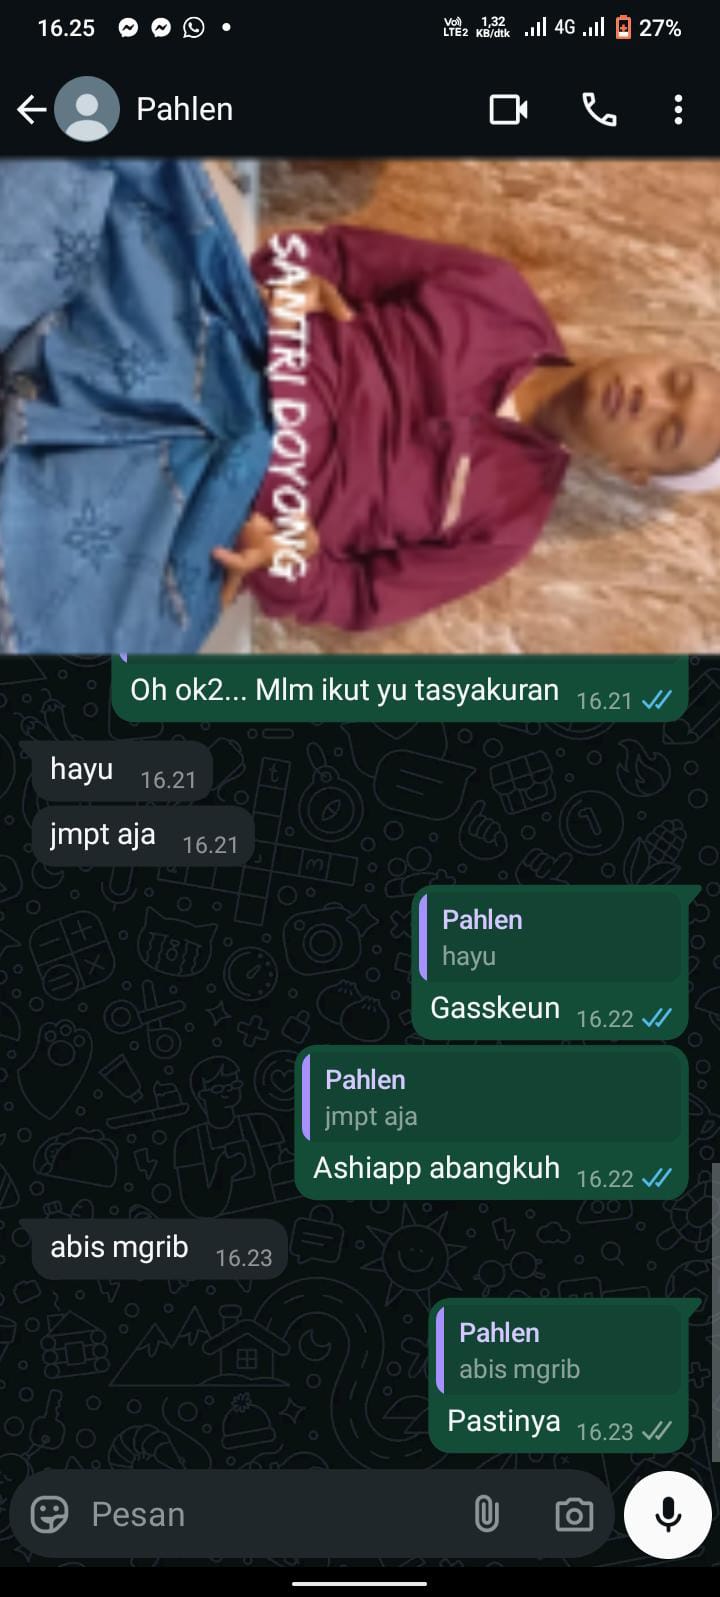 16.25
Vo))
LTE2
1,32
KB/dtk
4G
27%
Pahlen
SANTRI DOYONG
Oh ok2... Mlm ikut yu tasyakuran 16.21
hayu 16.21
jmpt aja 16.21
Pahlen
hayu
Gasskeun 16.22
Pahlen
jmpt aja
Ashiapp abangkuh 16.22
abis mgrib 16.23
Pahlen
abis mgrib
Pastinya 16.23
Pesan